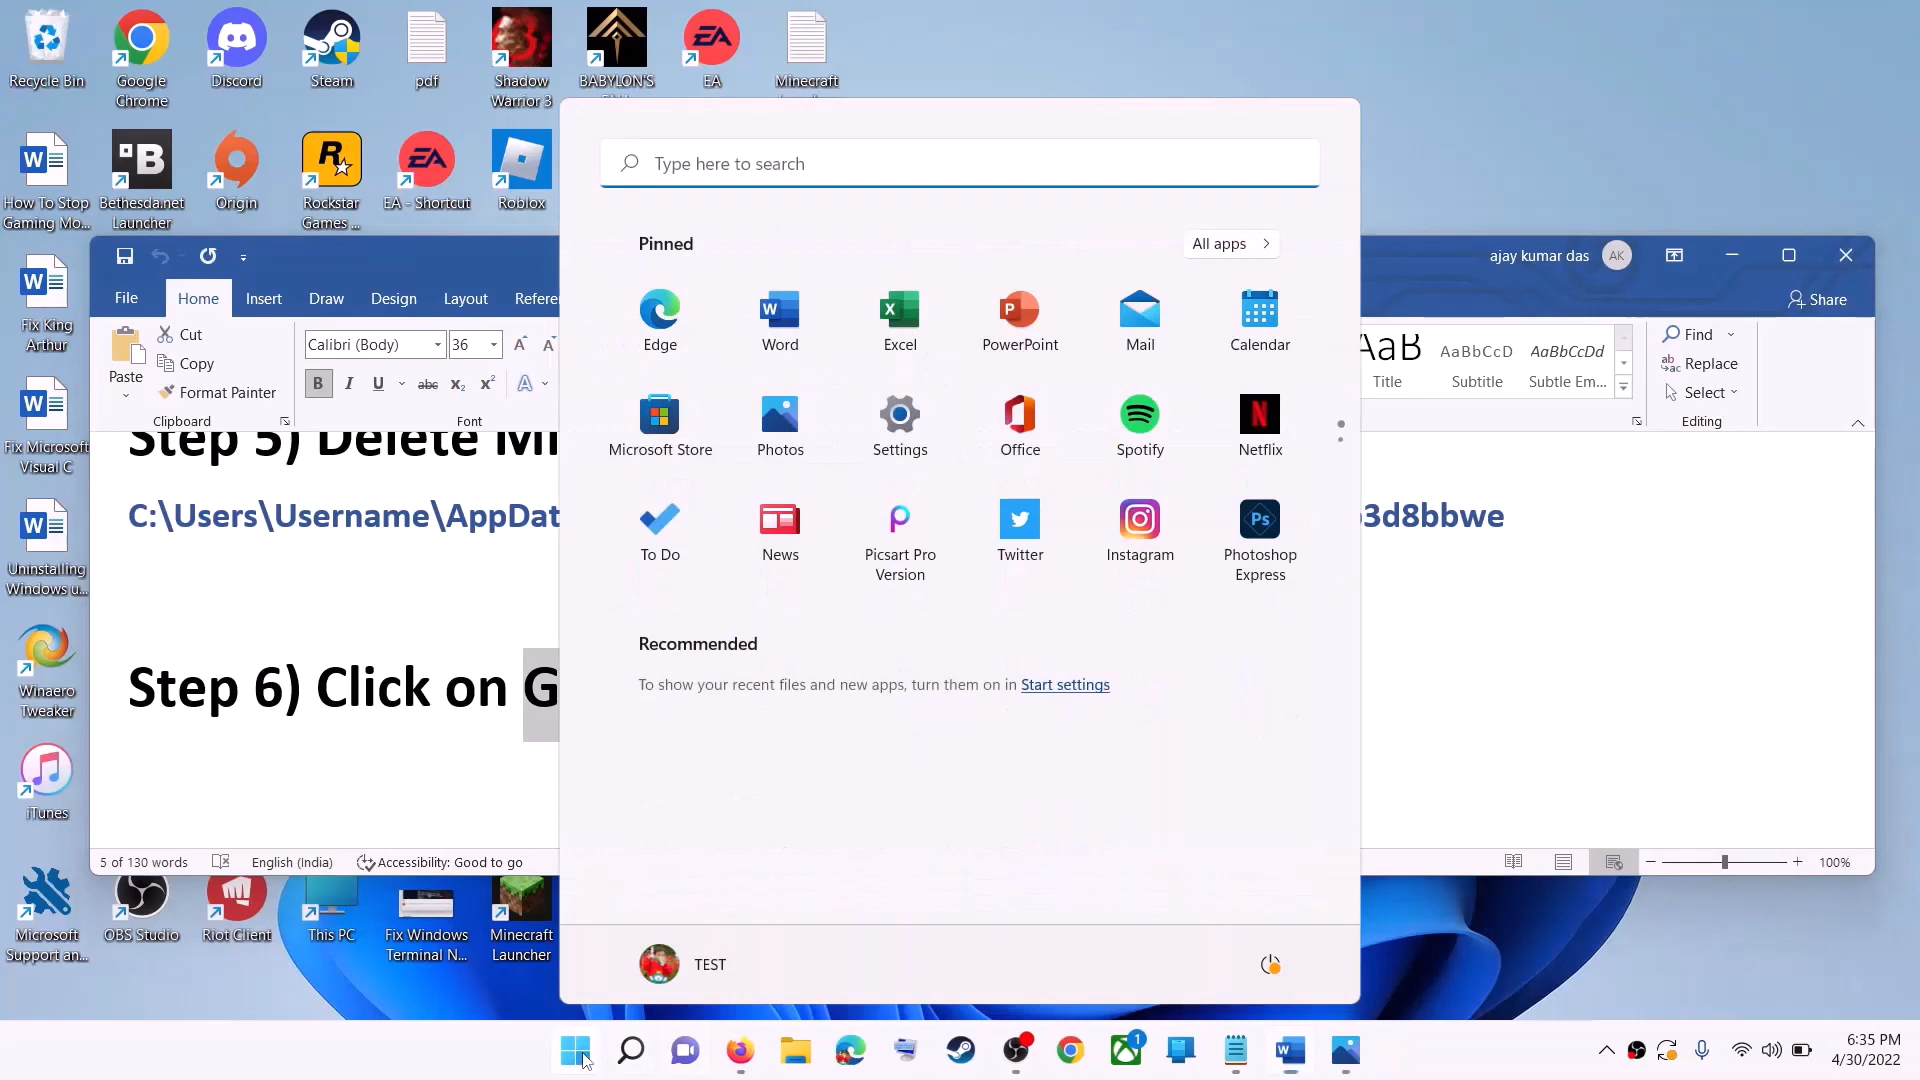 Recycle Bin
Google
Chrome
Discord
Steam
pdf
Shadow
Warrior 3
BABYLON'S
EA
Minecraft
How To Stop
Gaming Mo...
Bethesda.net
Launcher
Origin
Rockstar
Games ...
EA - Shortcut
Roblox
Fix King
Arthur
Fix Microsoft
Visual C
Uninstalling
Windows u...
Winaero
Tweaker
iTunes
Microsoft
Support an...
OBS Studio
Riot Client
This PC
Fix Windows
Terminal N...
Minecraft
Launcher
ajay kumar das
AK
File
Home
Insert
Draw
Design
Layout
Refere
Share
Paste
Cut
Copy
Format Painter
Clipboard
Calibri (Body)
36
Font
AaB
Title
AaBbCcD
Subtitle
AaBbCcDd
Subtle Em...
Find
Replace
Select
Editing
Step 5) Delete Mi
C:\Users\Username\AppDat
3d8bbwe
Step 6) Click on G
5 of 130 words
English (India)
Accessibility: Good to go
100%
Type here to search
Pinned
All apps
Edge
Word
Excel
PowerPoint
Mail
Calendar
Microsoft Store
Photos
Settings
Office
Spotify
Netflix
To Do
News
Picsart Pro
Version
Twitter
Instagram
Photoshop
Express
Recommended
To show your recent files and new apps, turn them on in Start settings
TEST
1
6:35 PM
4/30/2022